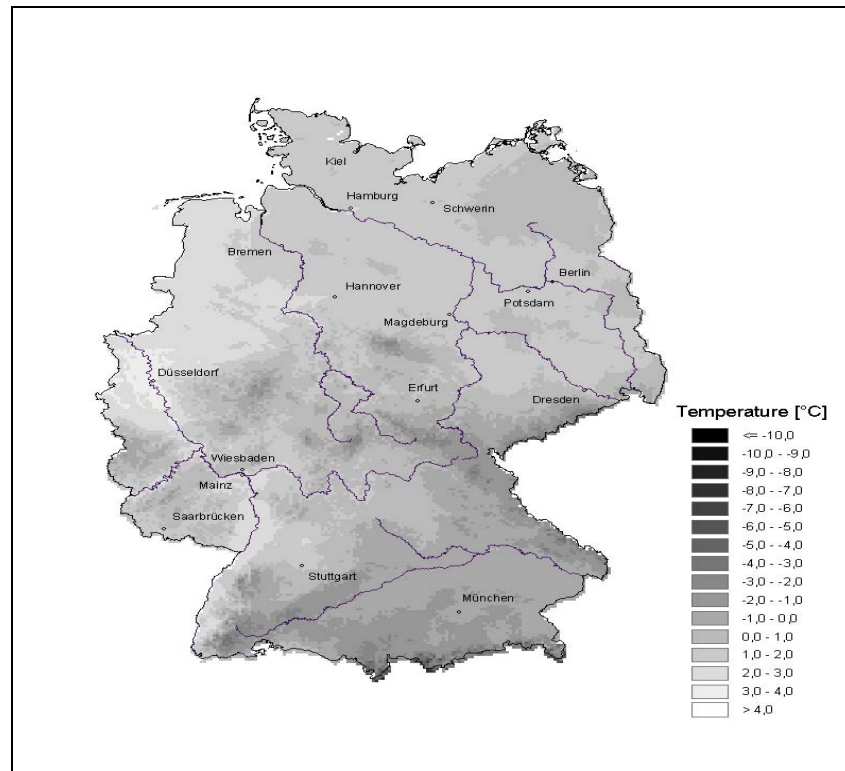 Kiel
Hamburg
Schwerin
Bremen
Berlin
Hannover
Potsdam
Magdeburg
Düsseldorf
Erfurt
Dresden
Wiesbaden
Mainz
Saarbrücken
Stuttgart
München
Temperature [°C]
<= -10,0
-10,0 - -9,0
-9,0 - -8,0
-8,0 - -7,0
-7,0 - -6,0
-6,0 - -5,0
-5,0 - -4,0
-4,0 - -3,0
-3,0 - -2,0
-2,0 - -1,0
-1,0 - 0,0
0,0 - 1,0
1,0 - 2,0
2,0 - 3,0
3,0 - 4,0
> 4,0